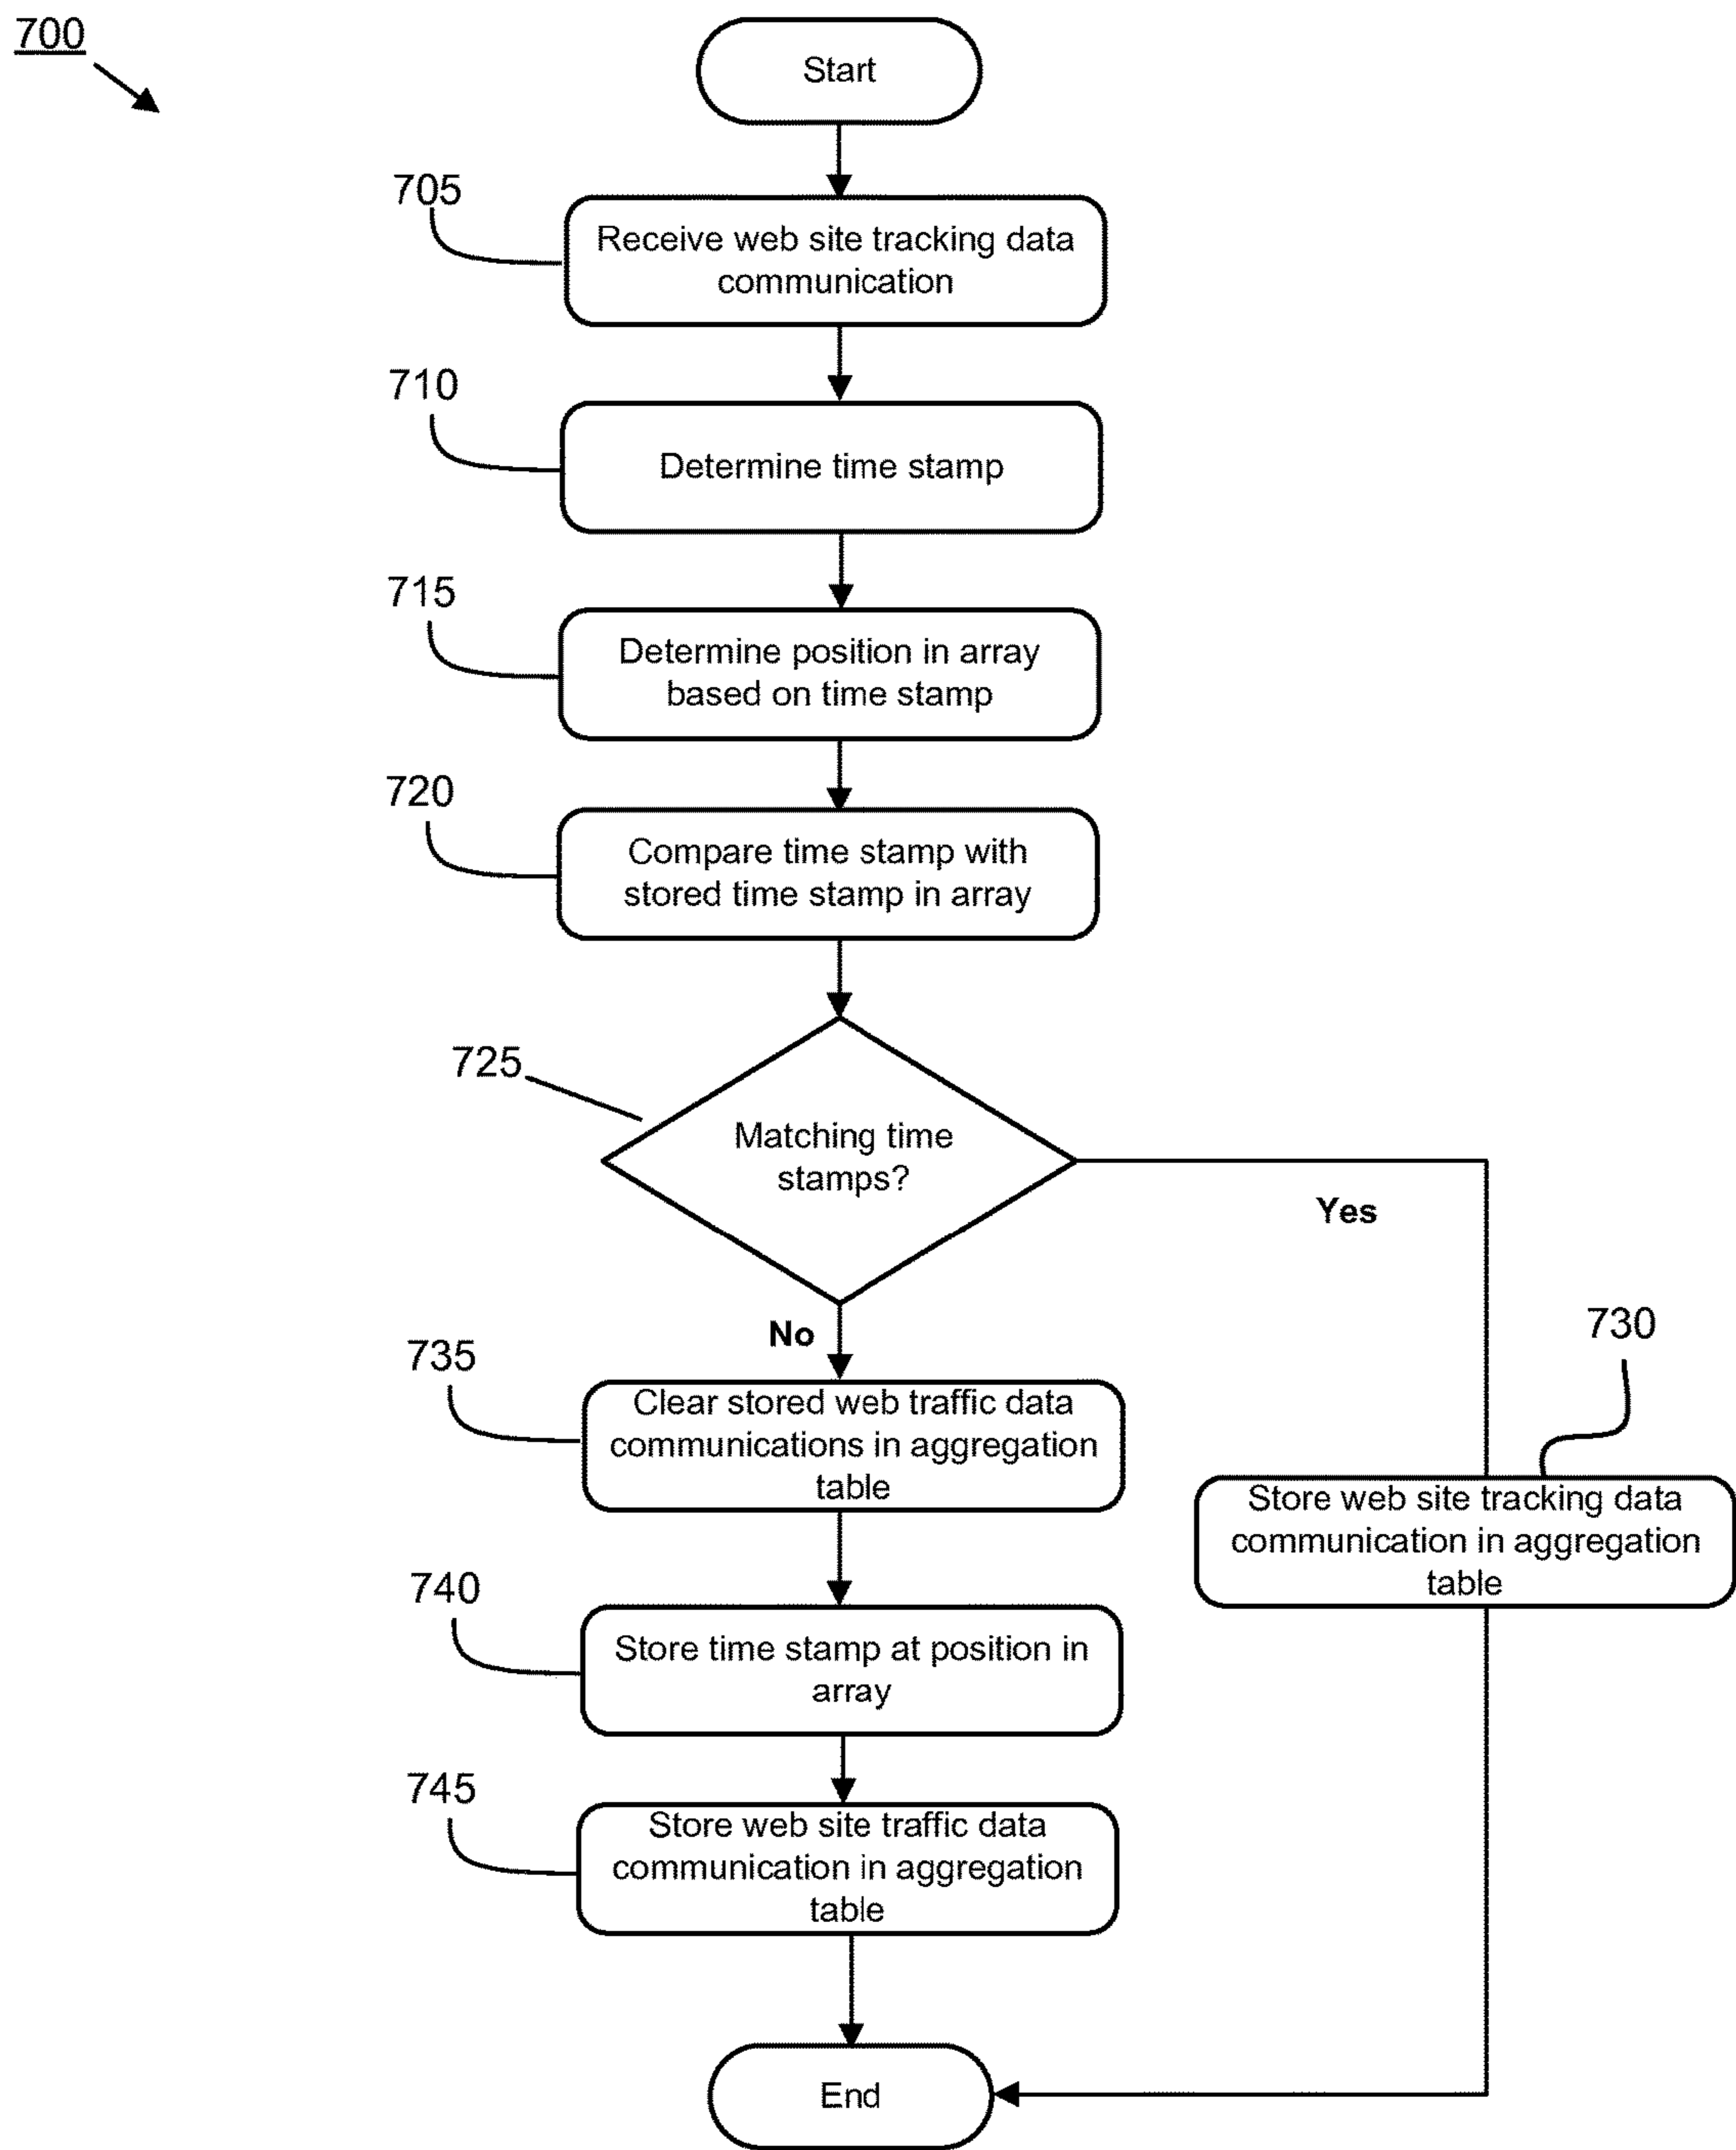 700
Start
705
Receive web site tracking data
communication
710
Determine time stamp
715
Determine position in array
based on time stamp
720
Compare time stamp with
stored time stamp in array
725
Matching time
stamps?
Yes
No
730
735
Clear stored web traffic data
communications in aggregation
table
Store web site tracking data
communication in aggregation
table
740
Store time stamp at position in
array
745
Store web site traffic data
communication in aggregation
table
End